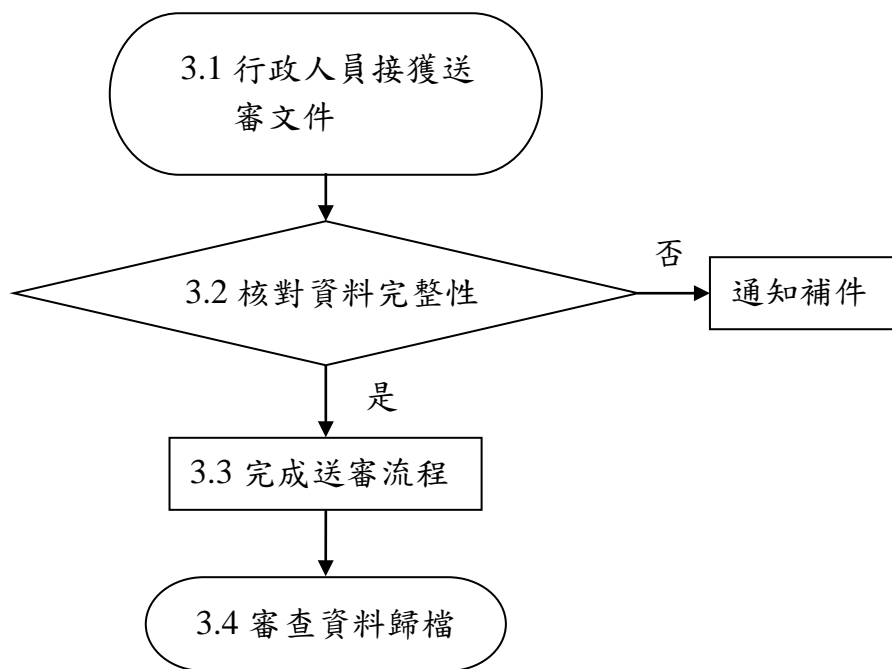 3.1 行政人員接獲送
審文件
3.2 核對資料完整性
否
通知補件
是
3.3 完成送審流程
3.4 審查資料歸檔